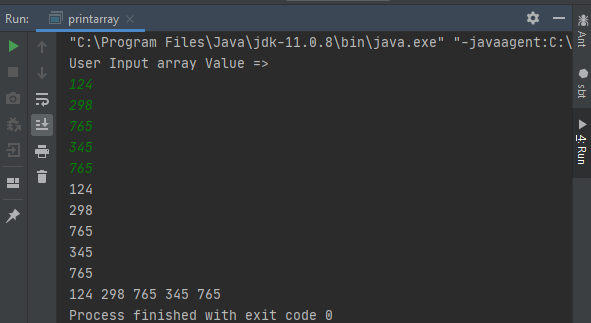 Run: printarray
"C:\Program Files\Java\jdk-11.0.8\bin\java.exe" "-javaagent:C:\
User Input array Value =>
124
298
765
345
765
124
298
765
345
765
124 298 765 345 765
Process finished with exit code 0
Ant
sbt
4: Run